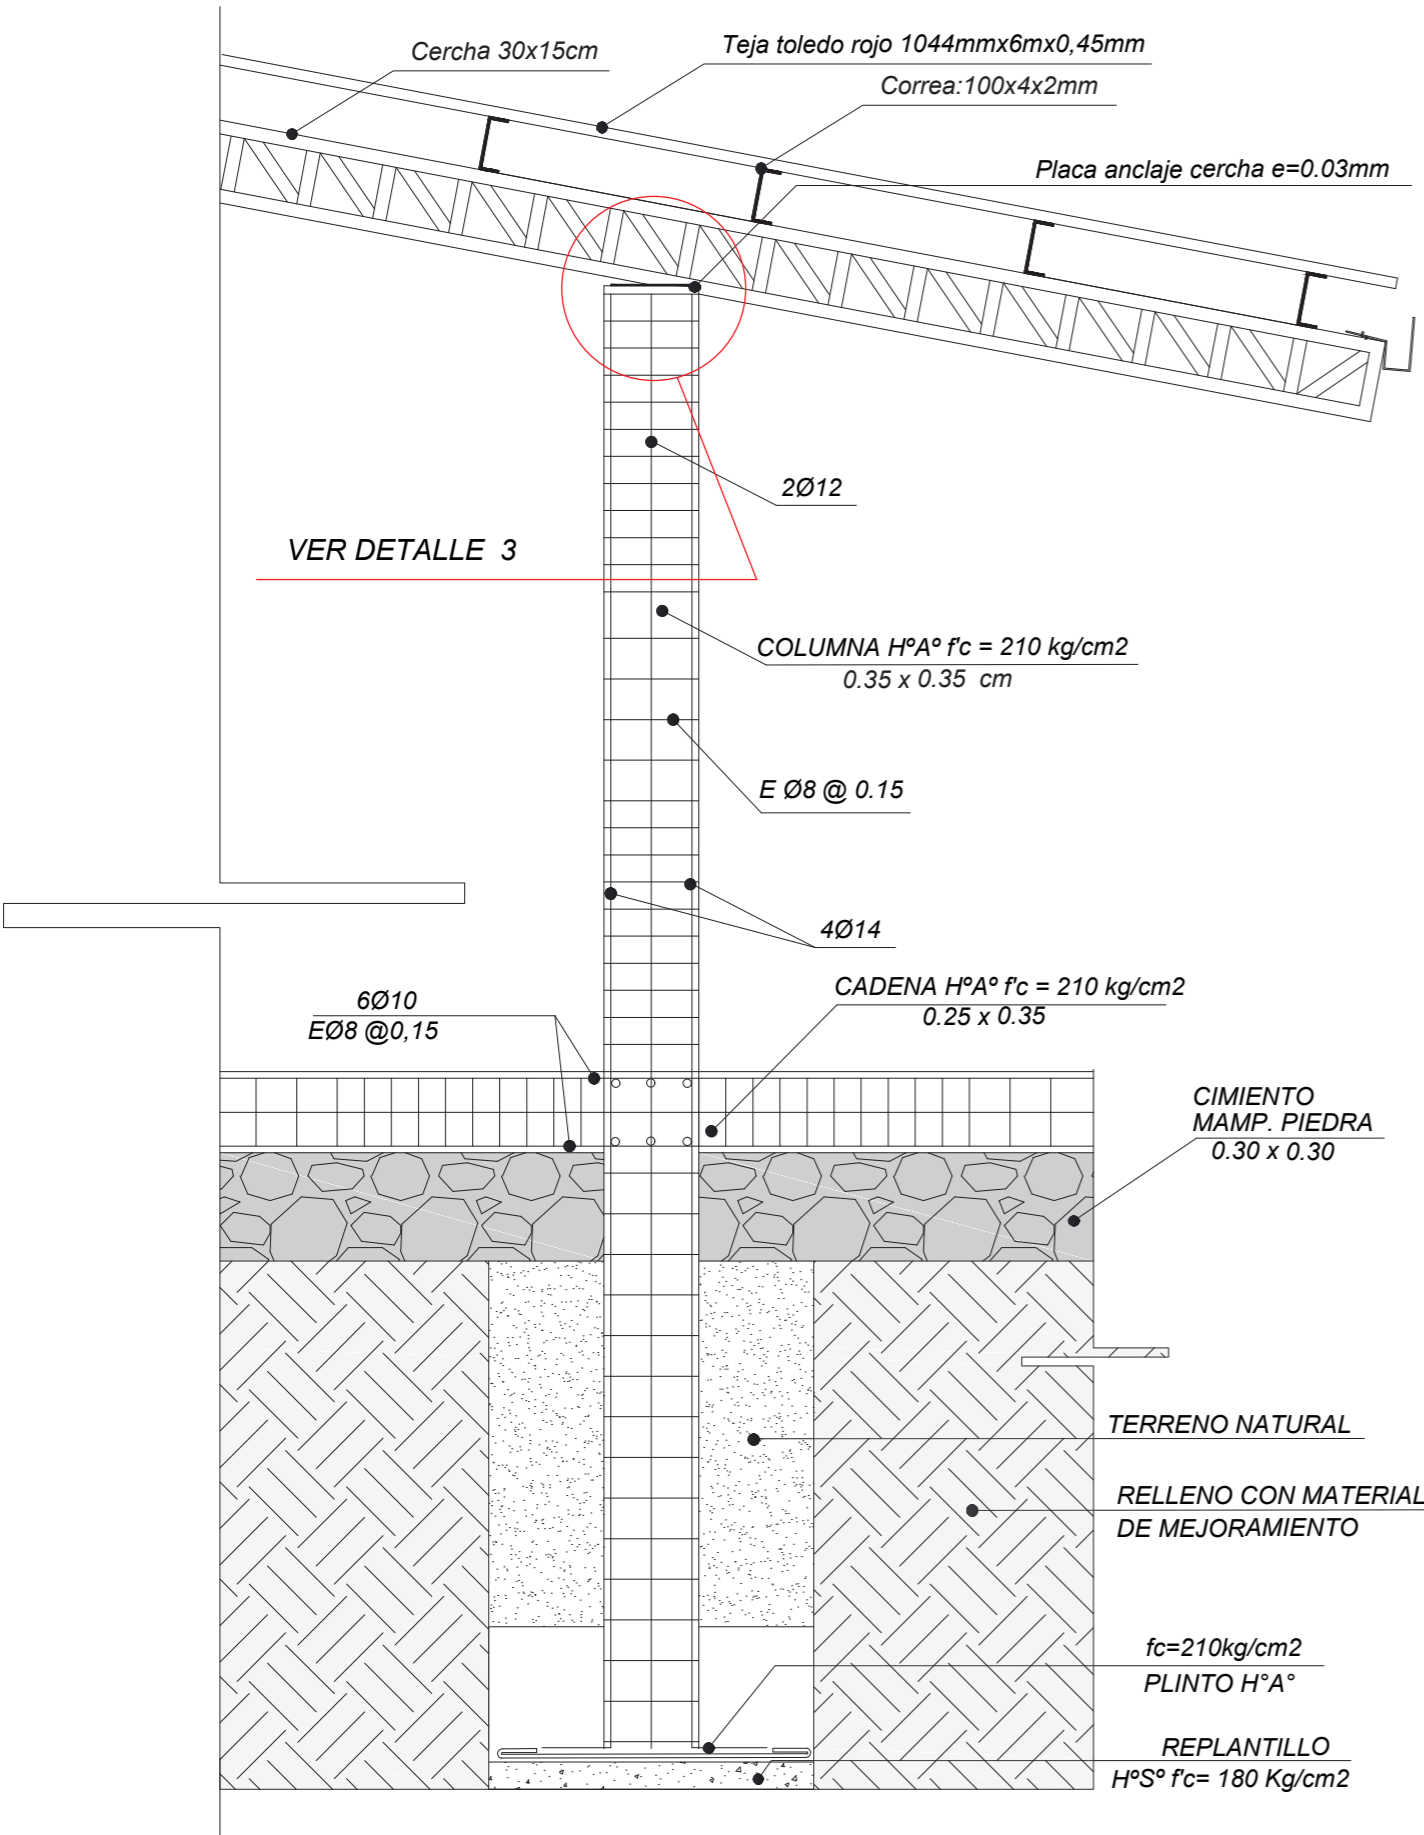 Cercha 30x15cm
Teja toledo rojo 1044mmx6mx0,45mm
Correa:100x4x2mm
Placa anclaje cercha e=0.03mm
2Ø12
VER DETALLE 3
COLUMNA HºAº f'c = 210 kg/cm2
0.35 x 0.35 cm
E Ø8 @ 0.15
4Ø14
6Ø10
EØ8 @0,15
CADENA HºAº f'c = 210 kg/cm2
0.25 x 0.35
CIMIENTO
MAMP. PIEDRA
0.30 x 0.30
TERRENO NATURAL
RELLENO CON MATERIAL
DE MEJORAMIENTO
fc=210kg/cm2
PLINTO H°A°
REPLANTILLO
HºSº f'c= 180 Kg/cm2